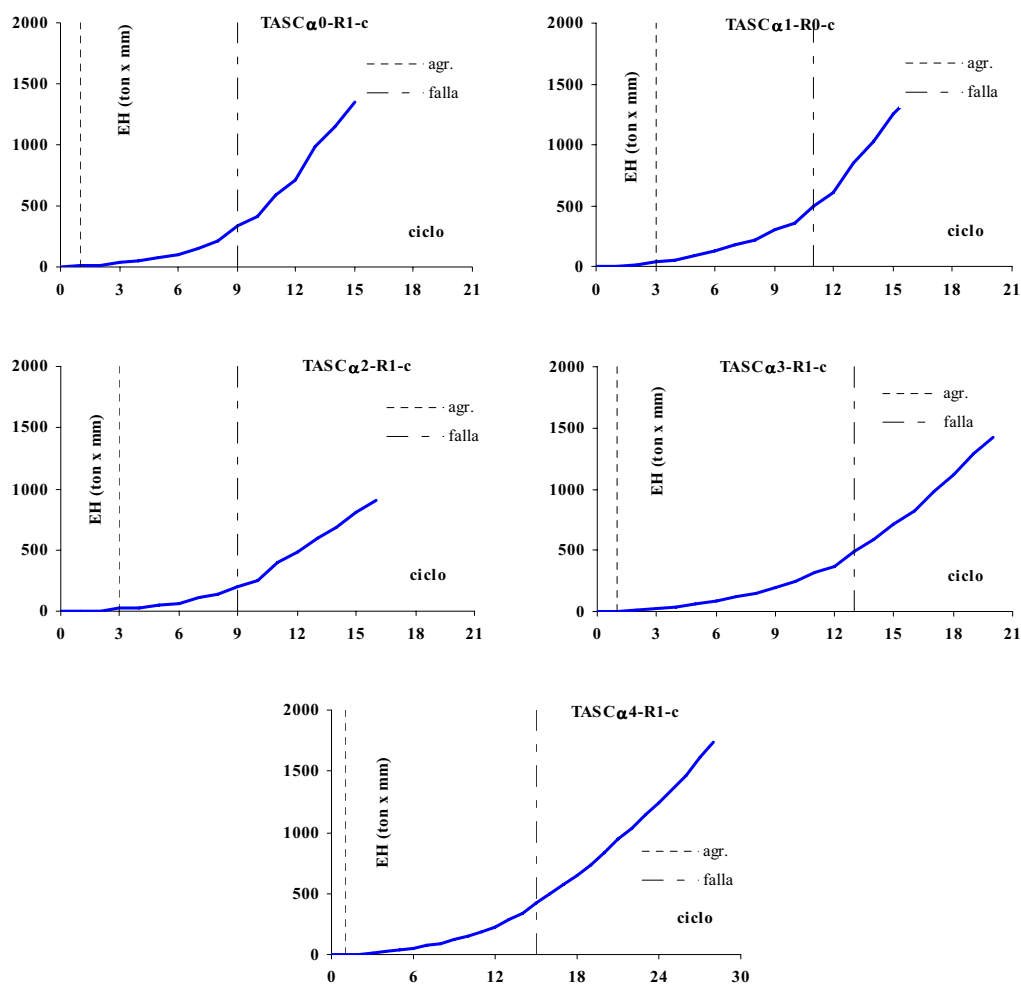 TASCα0-R1-c
2000
1500
1000
500
0
EH (ton x mm)
agr.
falla
ciclo
0 3 6 9 12 15 18 21
TASCα1-R0-c
2000
1500
1000
500
0
EH (ton x mm)
agr.
falla
ciclo
0 3 6 9 12 15 18 21
TASCα2-R1-c
2000
1500
1000
500
0
EH (ton x mm)
agr.
falla
ciclo
0 3 6 9 12 15 18 21
TASCα3-R1-c
2000
1500
1000
500
0
EH (ton x mm)
agr.
falla
ciclo
0 3 6 9 12 15 18 21
TASCα4-R1-c
2000
1500
1000
500
0
EH (ton x mm)
agr.
falla
ciclo
0 6 12 18 24 30